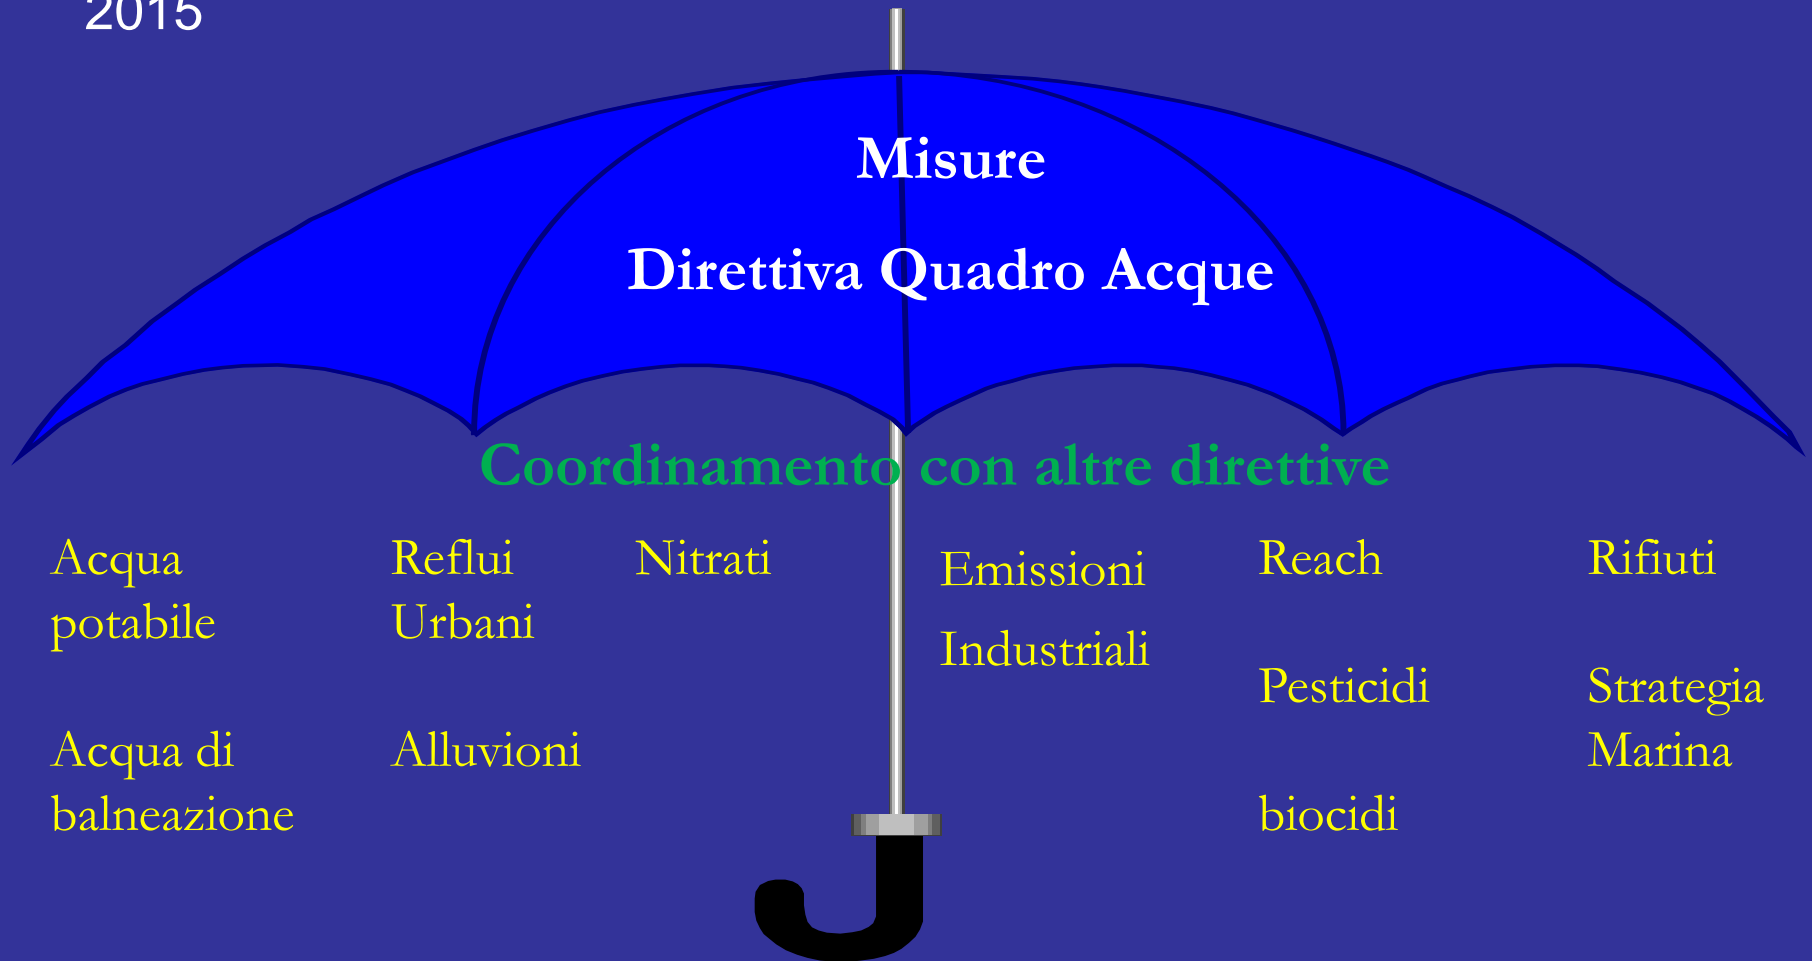 2015
Misure
Direttiva Quadro Acque
Coordinamento con altre direttive
Acqua
potabile
Acqua di
balneazione
Reflui
Urbani
Alluvioni
Nitrati
Emissioni
Industriali
Reach
Pesticidi
biocidi
Rifiuti
Strategia
Marina